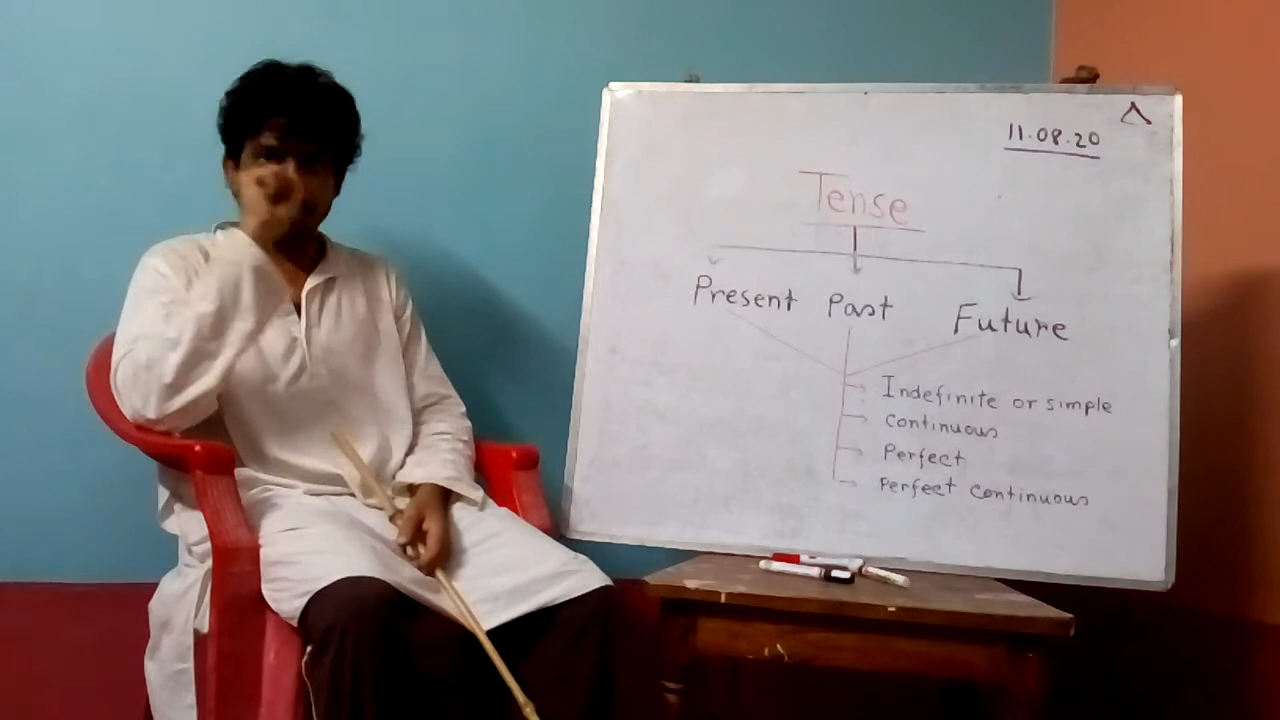 11.08.20
Tense
Present Past Future
Indefinite or simple
continuous
Perfect
Perfect continuous